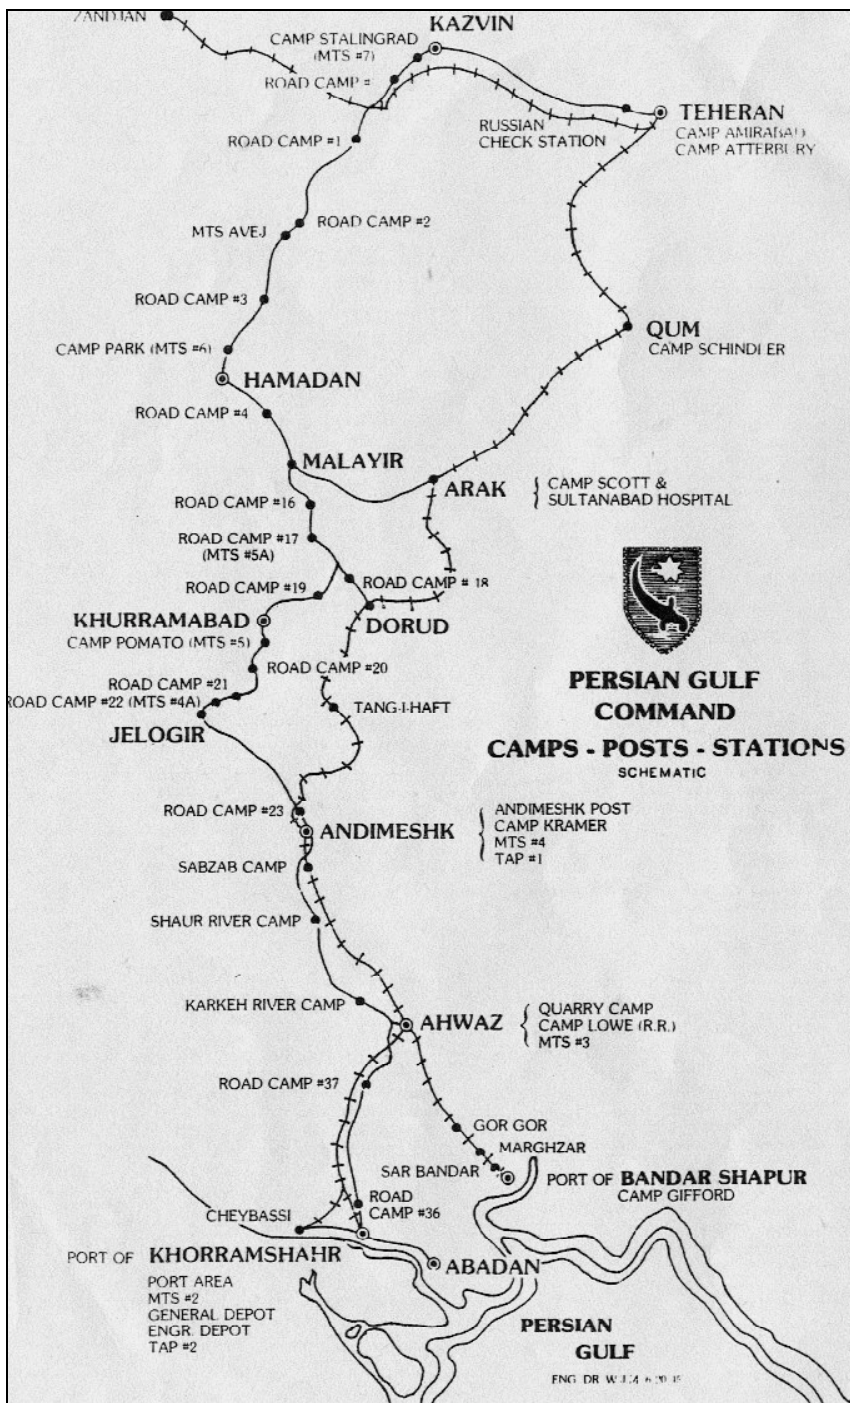 ZANDJAN
KAZVIN
CAMP STALINGRAD
(MTS #7)
ROAD CAMP #
TEHERAN
CAMP AMIRABAD
CAMP ATTERBURY
RUSSIAN
CHECK STATION
ROAD CAMP #1
ROAD CAMP #2
MTS AVEJ
ROAD CAMP #3
QUM
CAMP SCHINDLER
CAMP PARK (MTS #6)
HAMADAN
ROAD CAMP #4
MALAYIR
ARAK
CAMP SCOTT &
SULTANABAD HOSPITAL
ROAD CAMP #16
ROAD CAMP #17
(MTS #5A)
ROAD CAMP # 18
ROAD CAMP #19
KHURRAMABAD
CAMP POMATO (MTS #5)
DORUD
ROAD CAMP #20
ROAD CAMP #21
ROAD CAMP #22 (MTS #4A)
JELOGIR
TANG-I-HAFT
PERSIAN GULF
COMMAND
CAMPS - POSTS - STATIONS
SCHEMATIC
ROAD CAMP #23
ANDIMESHK
ANDIMESHK POST
CAMP KRAMER
MTS #4
TAP #1
SABZAB CAMP
SHAUR RIVER CAMP
KARKEH RIVER CAMP
AHWAZ
QUARRY CAMP
CAMP LOWE (R.R.)
MTS #3
ROAD CAMP #37
GOR GOR
MARGHZAR
SAR BANDAR
PORT OF BANDAR SHAPUR
CAMP GIFFORD
ROAD
CAMP #36
CHEYBASSI
PORT OF KHORRAMSHAHR
PORT AREA
MTS #2
GENERAL DEPOT
ENGR. DEPOT
TAP #2
ABADAN
PERSIAN
GULF
ENG. DR. W.J.